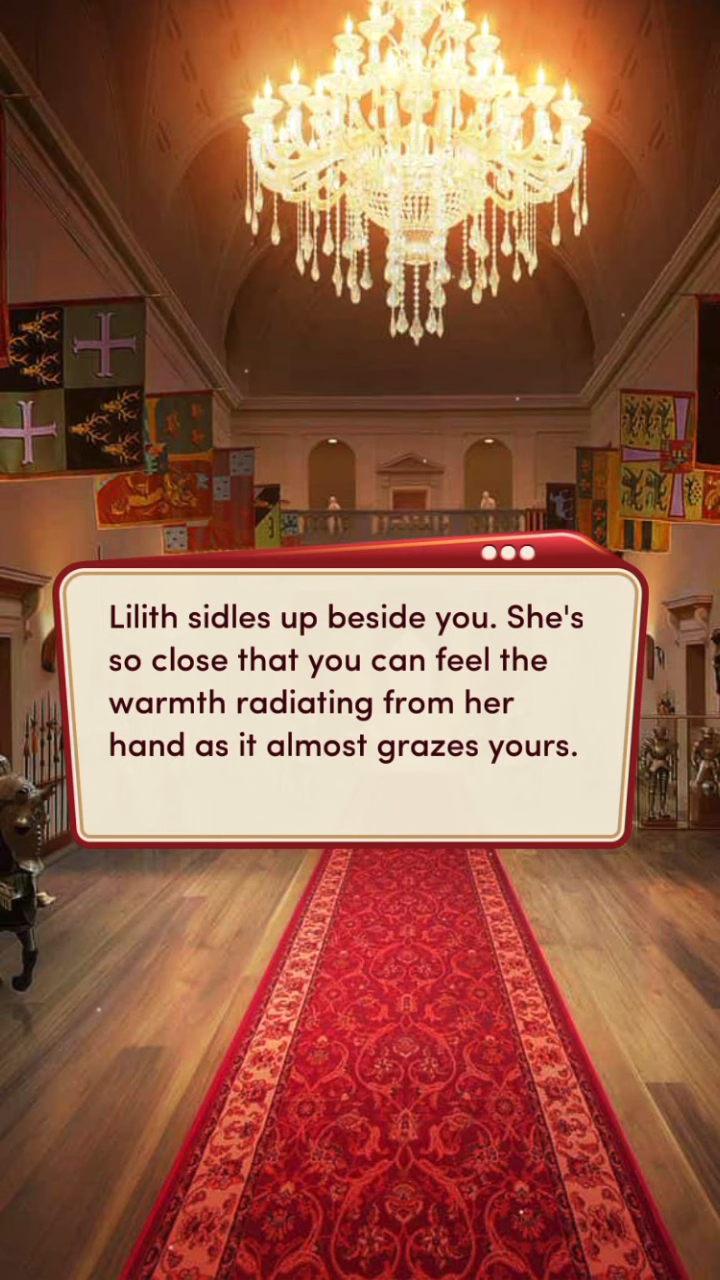 Lilith sidles up beside you. She's
so close that you can feel the
warmth radiating from her
hand as it almost grazes yours.